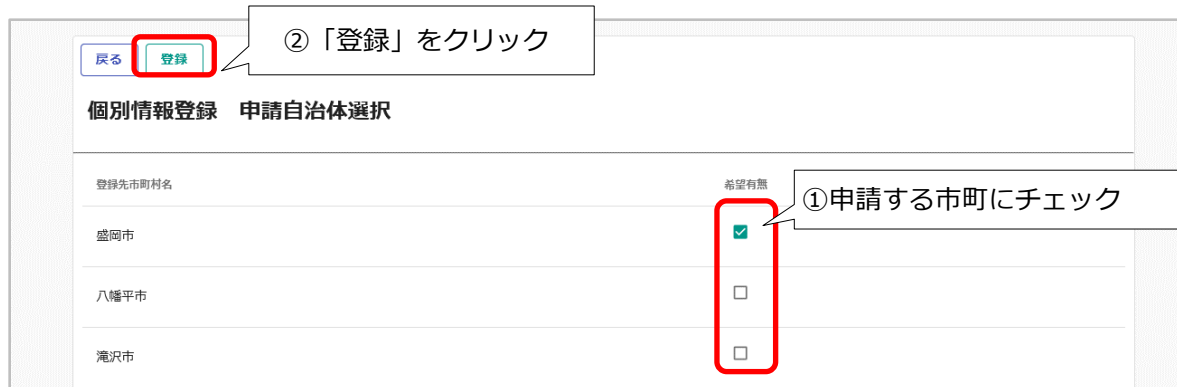 ②「登録」をクリック
戻る 登録
個別情報登録　申請自治体選択
登録先市町村名 希望有無
①申請する市町にチェック
盛岡市
八幡平市
滝沢市